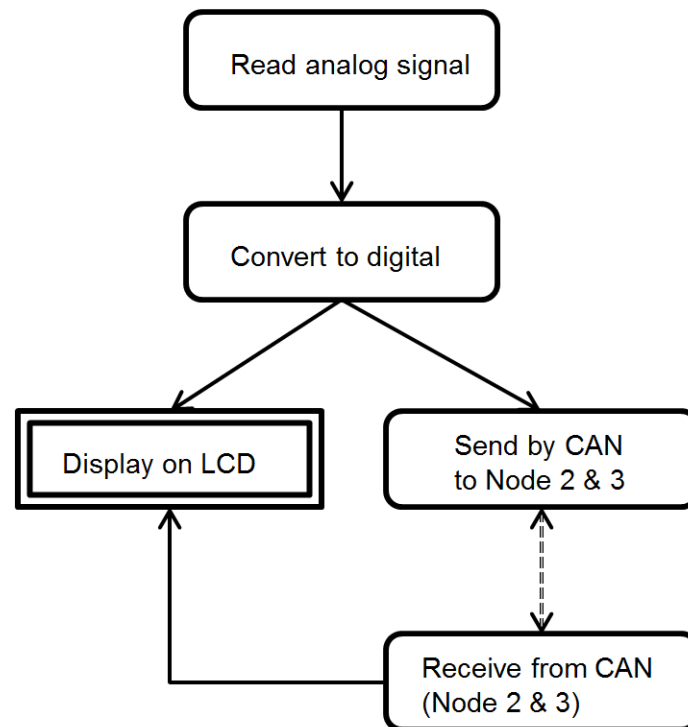 Read analog signal
Convert to digital
Display on LCD
Send by CAN
to Node 2 & 3
Receive from CAN
(Node 2 & 3)